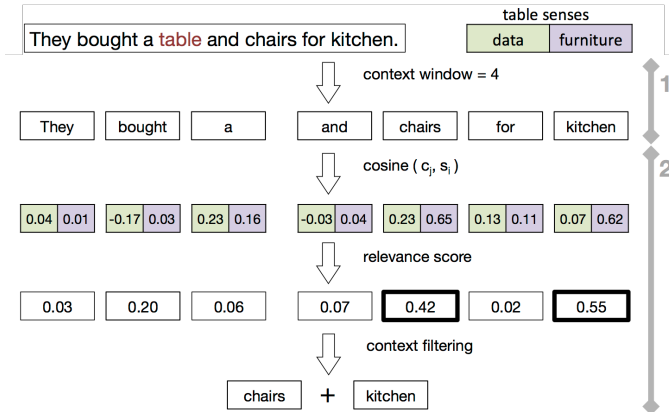 table senses
They bought a table and chairs for kitchen.
data furniture
context window = 4
1
They bought a and chairs for kitchen
2
cosine ( cj, si )
0.04 0.01 -0.17 0.03 0.23 0.16 -0.03 0.04 0.23 0.65 0.13 0.11 0.07 0.62
relevance score
0.03 0.20 0.06 0.07 0.42 0.02 0.55
context filtering
chairs + kitchen